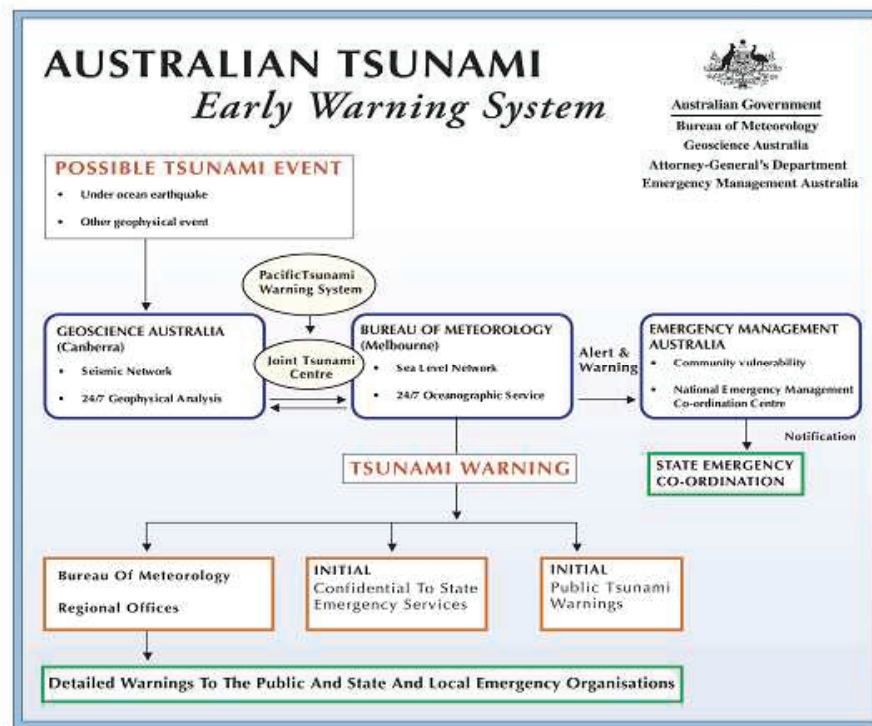 AUSTRALIAN TSUNAMI
Early Warning System
Australian Government
Bureau of Meteorology
Geoscience Australia
Attorney-General's Department
Emergency Management Australia
POSSIBLE TSUNAMI EVENT
• Under ocean earthquake
• Other geophysical event
PacificTsunami
Warning System
GEOSCIENCE AUSTRALIA
(Canberra)
• Seismic Network
• 24/7 Geophysical Analysis
Joint Tsunami
Centre
BUREAU OF METEOROLOGY
(Melbourne)
• Sea Level Network
• 24/7 Oceanographic Service
Alert &
Warning
EMERGENCY MANAGEMENT
AUSTRALIA
• Community vulnerability
• National Emergency Management
Co-ordination Centre
Notification
STATE EMERGENCY
CO-ORDINATION
TSUNAMI WARNING
Bureau Of Meteorology
Regional Offices
INITIAL
Confidential To State
Emergency Services
INITIAL
Public Tsunami
Warnings
Detailed Warnings To The Public And State And Local Emergency Organisations